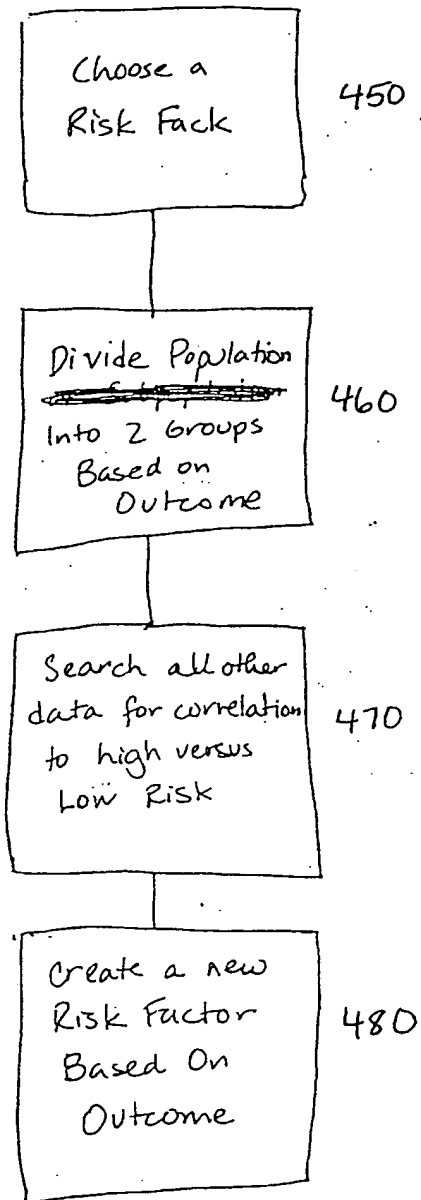 Choose a
Risk Fack
450
Divide Population
Into 2 Groups
Based on
Outcome
460
Search all other
data for correlation
to high versus
Low Risk
470
Create a new
Risk Factor
Based On
Outcome
480